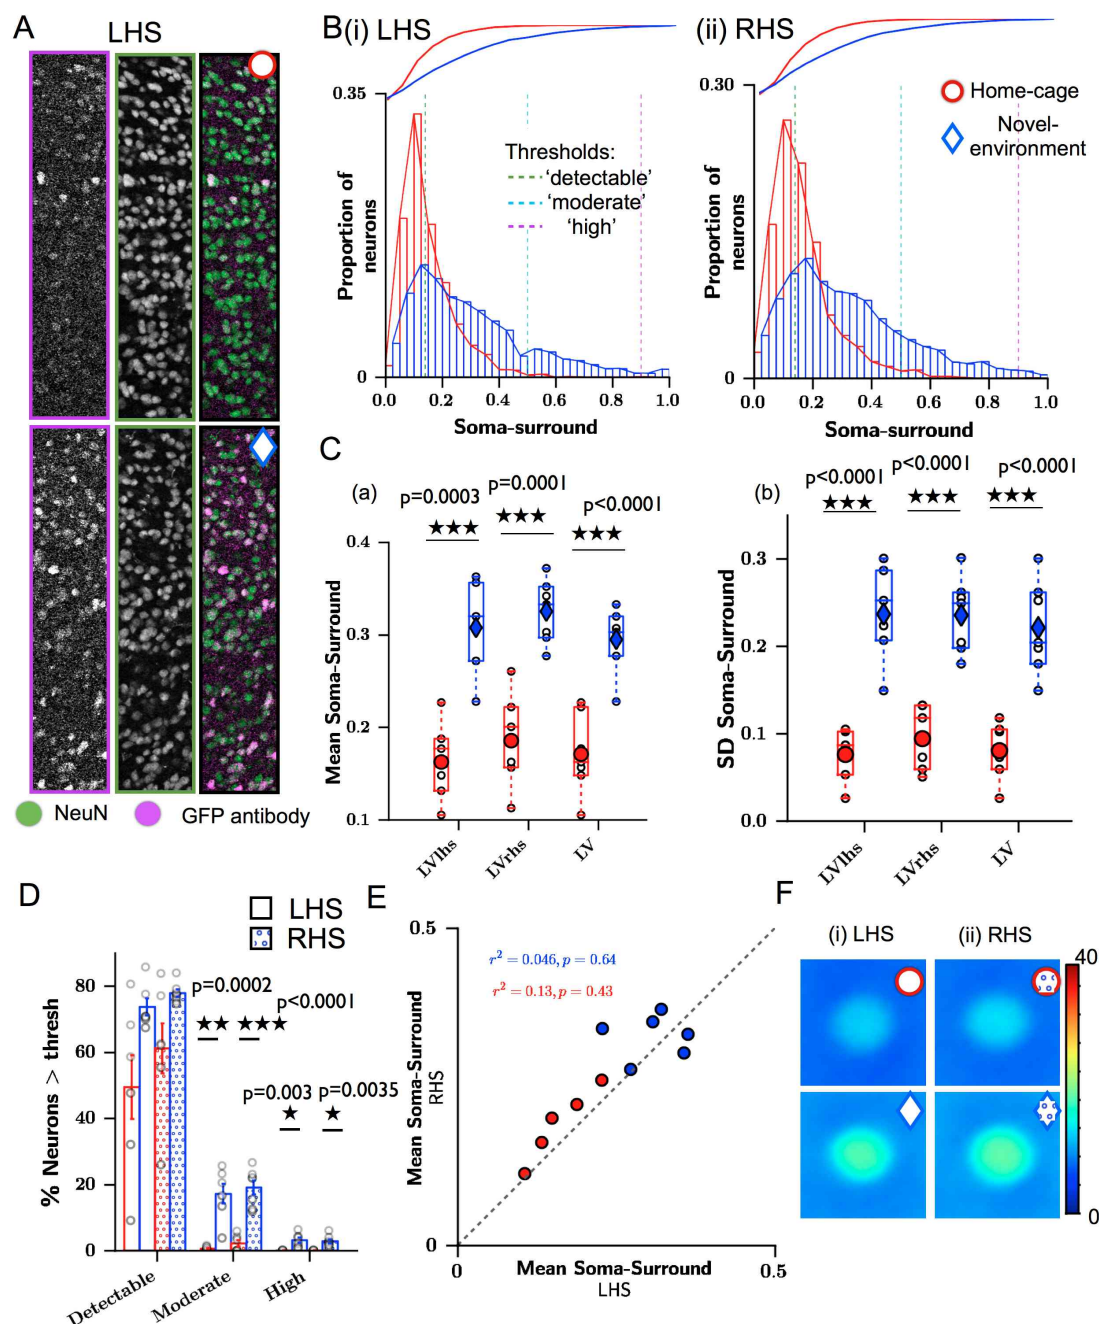 A
LHS
NeuN
GFP antibody
B(i) LHS
0.35
Proportion of
neurons
0
Thresholds:
'detectable'
'moderate'
'high'
0.0 0.2 0.4 0.6 0.8 1.0
Soma-surround
(ii) RHS
0.30
Proportion of
neurons
0
Home-cage
Novel-
environment
0.0 0.2 0.4 0.6 0.8 1.0
Soma-surround
C
(a)
p=0.0003
p=0.0001
p<0.0001
★★★
★★★
★★★
Mean Soma-Surround
0.4
0.3
0.2
0.1
LVlhs
LVrhs
LV
(b)
p<0.0001
p<0.0001
p<0.0001
★★★
★★★
★★★
SD Soma-Surround
0.3
0.2
0.1
0.0
LVlhs
LVrhs
LV
D
LHS
RHS
% Neurons > thresh
80
60
40
20
0
p=0.0002
p<0.0001
★★ ★★★
p=0.003
p=0.0035
★ ★
Detectable
Moderate
High
E
0.5
r² = 0.046, p = 0.64
r² = 0.13, p = 0.43
Mean Soma-Surround
RHS
0
0
0.5
Mean Soma-Surround
LHS
F
(i) LHS
(ii) RHS
40
0